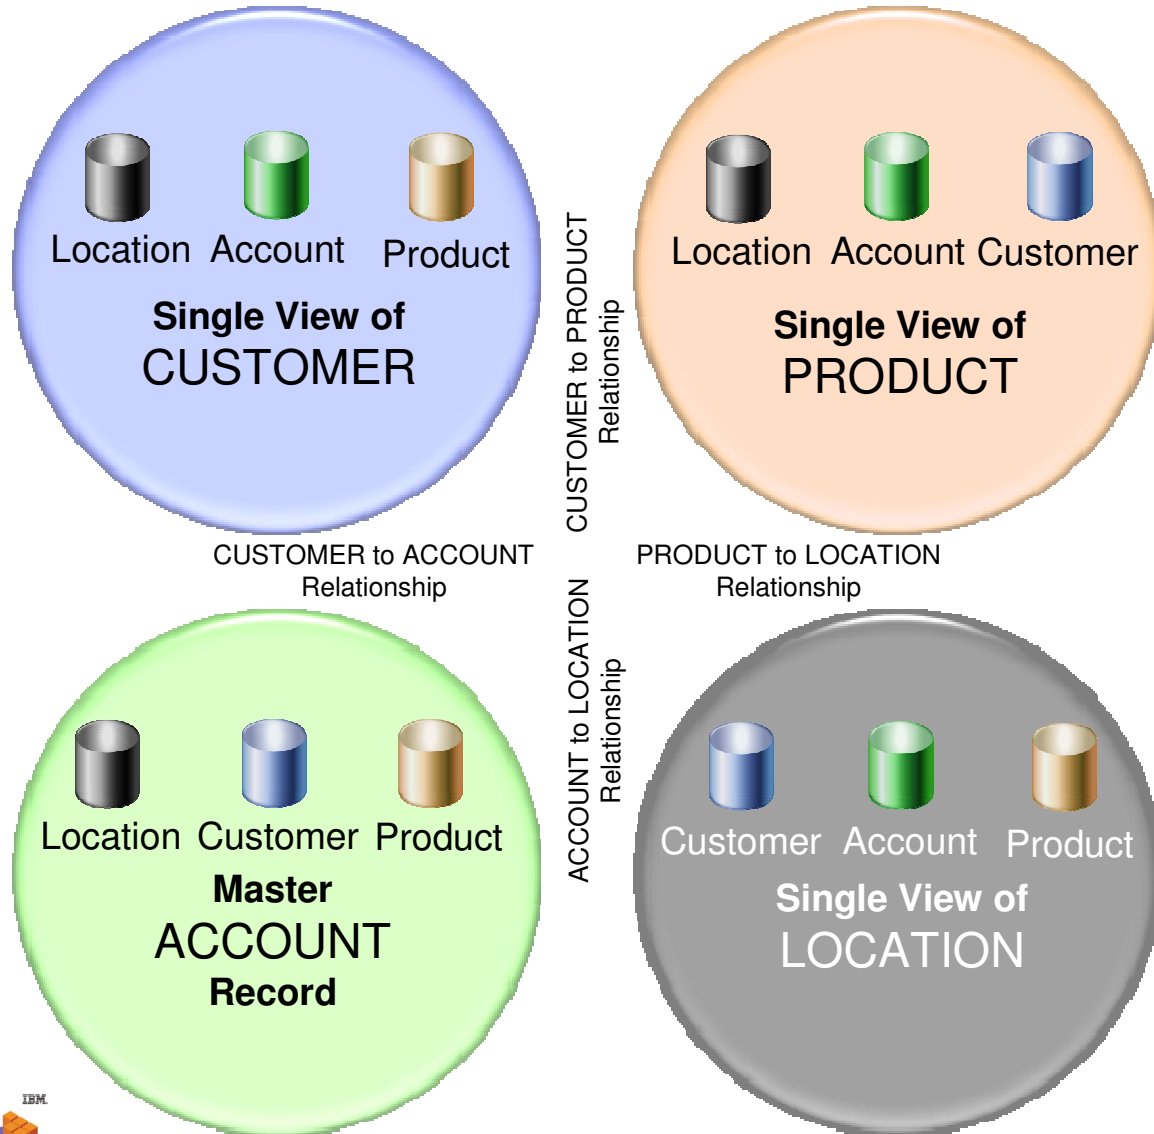 Location Account Product
Single View of
CUSTOMER
Location Account Customer
Single View of
PRODUCT
CUSTOMER to PRODUCT
Relationship
CUSTOMER to ACCOUNT
Relationship
PRODUCT to LOCATION
Relationship
ACCOUNT to LOCATION
Relationship
Location Customer Product
Master
ACCOUNT
Record
Customer Account Product
Single View of
LOCATION
IBM